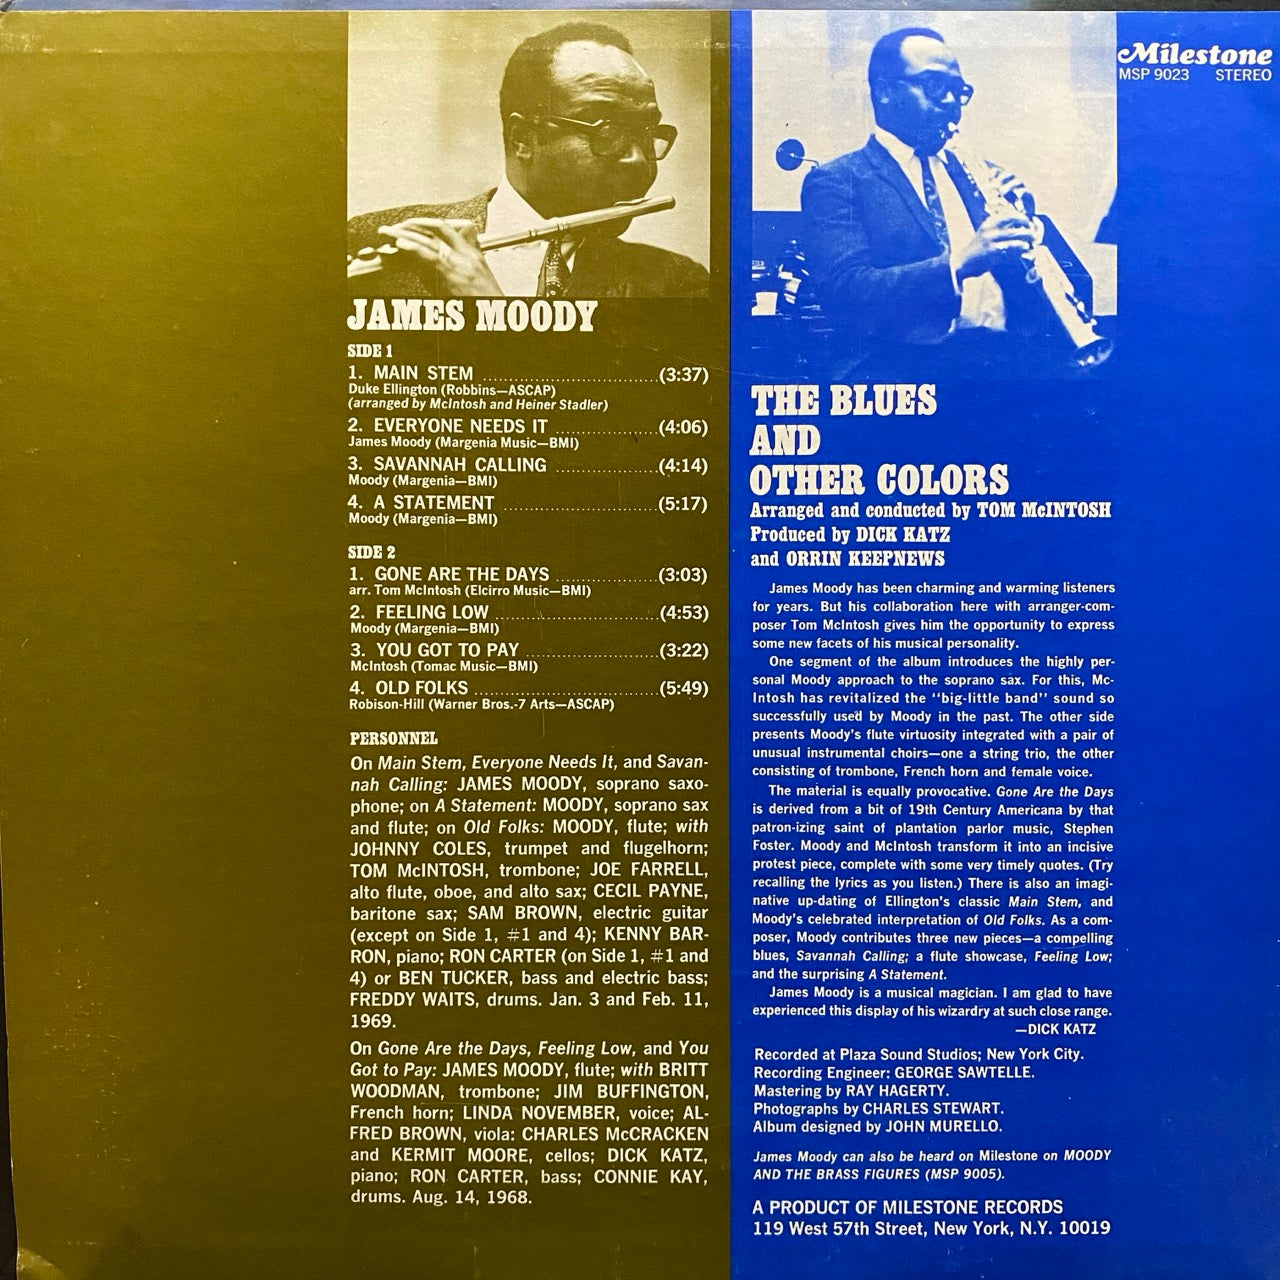 JAMES MOODY
SIDE 1
1. MAIN STEM ..............................(3:37)
Duke Ellington (Robbins—ASCAP)
(arranged by McIntosh and Heiner Stadler)
2. EVERYONE NEEDS IT ...................(4:06)
James Moody (Margenia Music—BMI)
3. SAVANNAH CALLING ..................(4:14)
Moody (Margenia—BMI)
4. A STATEMENT ..........................(5:17)
Moody (Margenia—BMI)
SIDE 2
1. GONE ARE THE DAYS ..................(3:03)
arr. Tom McIntosh (Elcirro Music—BMI)
2. FEELING LOW ............................(4:53)
Moody (Margenia—BMI)
3. YOU GOT TO PAY .......................(3:22)
McIntosh (Tomac Music—BMI)
4. OLD FOLKS ...............................(5:49)
Robison-Hill (Warner Bros.-7 Arts—ASCAP)
PERSONNEL
On Main Stem, Everyone Needs It, and Savan-
nah Calling: JAMES MOODY, soprano saxo-
phone; on A Statement: MOODY, soprano sax
and flute; on Old Folks: MOODY, flute; with
JOHNNY COLES, trumpet and flugelhorn;
TOM McINTOSH, trombone; JOE FARRELL,
alto flute, oboe, and alto sax; CECIL PAYNE,
baritone sax; SAM BROWN, electric guitar
(except on Side 1, #1 and 4); KENNY BAR-
RON, piano; RON CARTER (on Side 1, #1 and
4) or BEN TUCKER, bass and electric bass;
FREDDY WAITS, drums. Jan. 3 and Feb. 11,
1969.
On Gone Are the Days, Feeling Low, and You
Got to Pay: JAMES MOODY, flute; with BRITT
WOODMAN, trombone; JIM BUFFINGTON,
French horn; LINDA NOVEMBER, voice; AL-
FRED BROWN, viola: CHARLES McCRACKEN
and KERMIT MOORE, cellos; DICK KATZ,
piano; RON CARTER, bass; CONNIE KAY,
drums. Aug. 14, 1968.
Milestone
MSP 9023 STEREO
THE BLUES
AND
OTHER COLORS
Arranged and conducted by TOM McINTOSH
Produced by DICK KATZ
and ORRIN KEEPNEWS
James Moody has been charming and warming listeners
for years. But his collaboration here with arranger-com-
poser Tom McIntosh gives him the opportunity to express
some new facets of his musical personality.
One segment of the album introduces the highly per-
sonal Moody approach to the soprano sax. For this, Mc-
Intosh has revitalized the "big-little band" sound so
successfully used by Moody in the past. The other side
presents Moody's flute virtuosity integrated with a pair of
unusual instrumental choirs—one a string trio, the other
consisting of trombone, French horn and female voice.
The material is equally provocative. Gone Are the Days
is derived from a bit of 19th Century Americana by that
patron-izing saint of plantation parlor music, Stephen
Foster. Moody and McIntosh transform it into an incisive
protest piece, complete with some very timely quotes. (Try
recalling the lyrics as you listen.) There is also an imagi-
native up-dating of Ellington's classic Main Stem, and
Moody's celebrated interpretation of Old Folks. As a com-
poser, Moody contributes three new pieces—a compelling
blues, Savannah Calling; a flute showcase, Feeling Low;
and the surprising A Statement.
James Moody is a musical magician. I am glad to have
experienced this display of his wizardry at such close range.
—DICK KATZ
Recorded at Plaza Sound Studios; New York City.
Recording Engineer: GEORGE SAWTELLE.
Mastering by RAY HAGERTY.
Photographs by CHARLES STEWART.
Album designed by JOHN MURELLO.
James Moody can also be heard on Milestone on MOODY
AND THE BRASS FIGURES (MSP 9005).
A PRODUCT OF MILESTONE RECORDS
119 West 57th Street, New York, N.Y. 10019